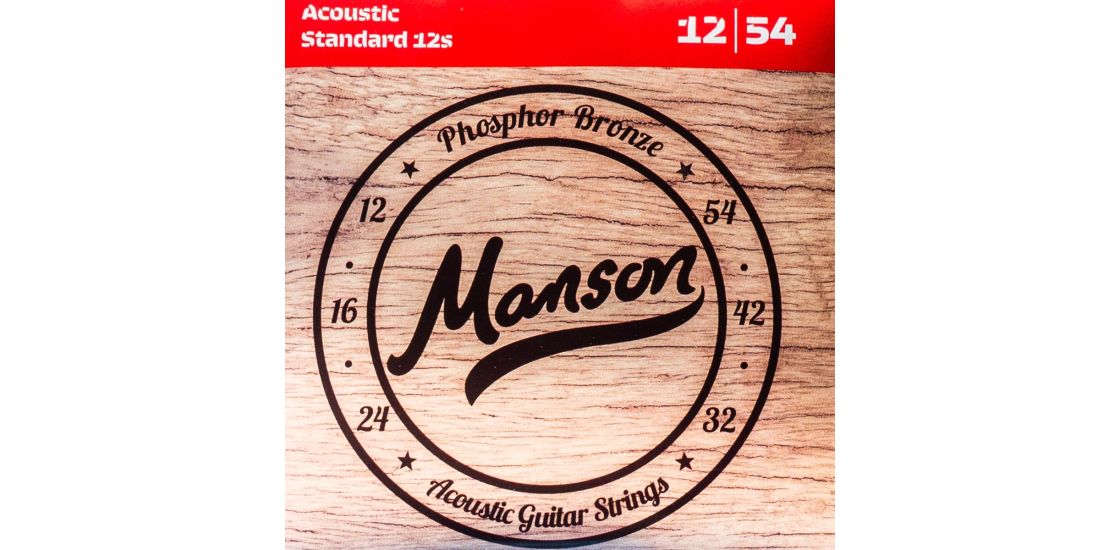 Acoustic
Standard 12s
12|54
Phosphor Bronze
12
54
Manson
16
42
24
32
Acoustic Guitar Strings